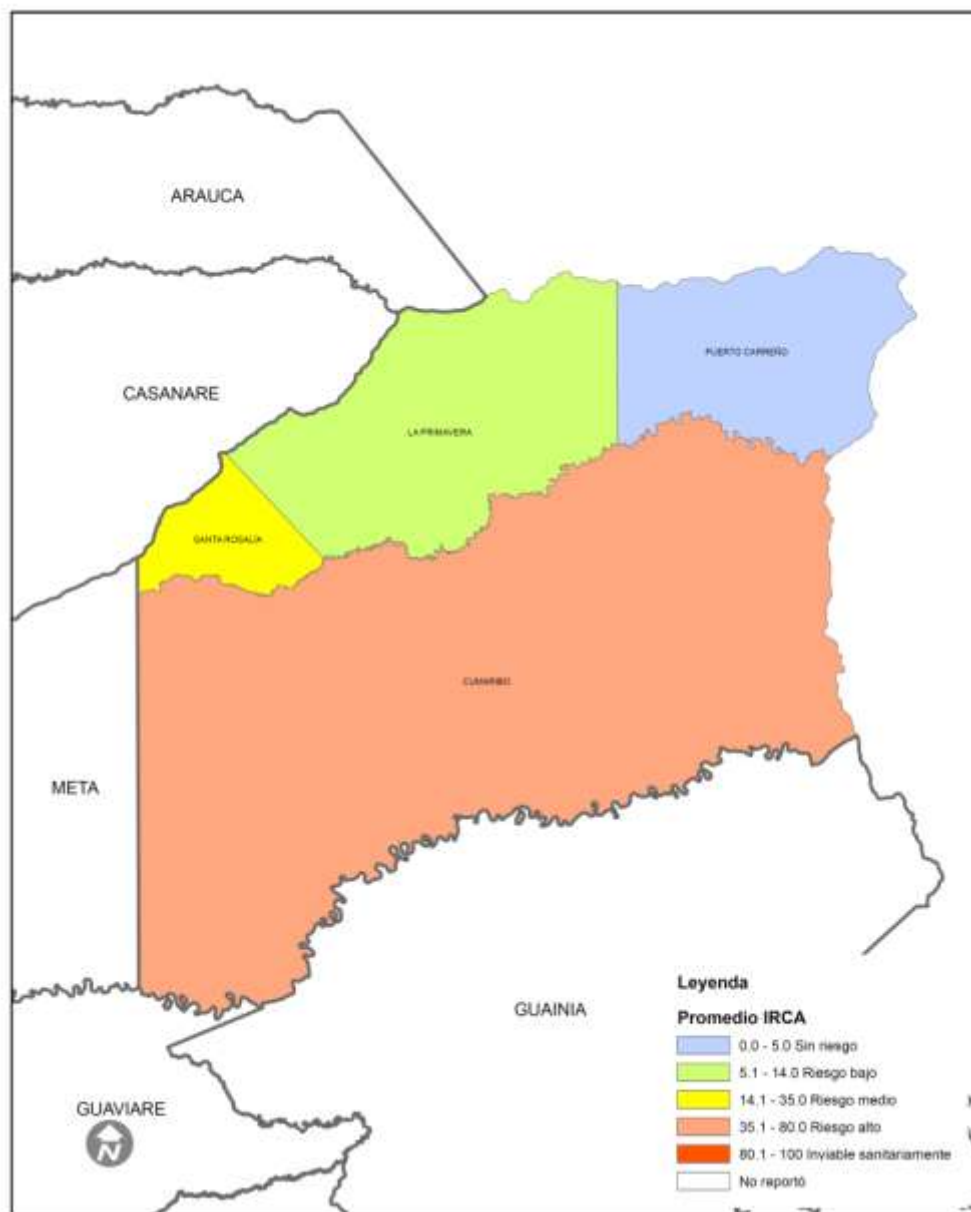 ARAUCA
PUERTO CARREÑO
CASANARE
LA PRIMAVERA
SANTA ROSALÍA
CUMARIBO
META
GUAINIA
GUAVIARE
N
Leyenda
Promedio IRCA
0.0 - 5.0 Sin riesgo
5.1 - 14.0 Riesgo bajo
14.1 - 35.0 Riesgo medio
35.1 - 80.0 Riesgo alto
80.1 - 100 Inviable sanitariamente
No reportó